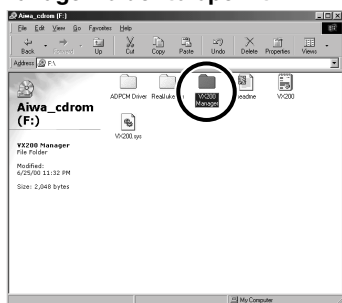 Aiwa_cdrom (F:)
File Edit View Go Favorites Help
Back Up Cut Copy Paste Undo Delete Properties Views
Address F:\
Aiwa_cdrom
(F:)
VX200 Manager
File Folder
Modified:
6/25/00 11:32 PM
Size: 2,048 bytes
ADPCM Driver
VX200
Manager
VX200
VX200.sys
My Computer